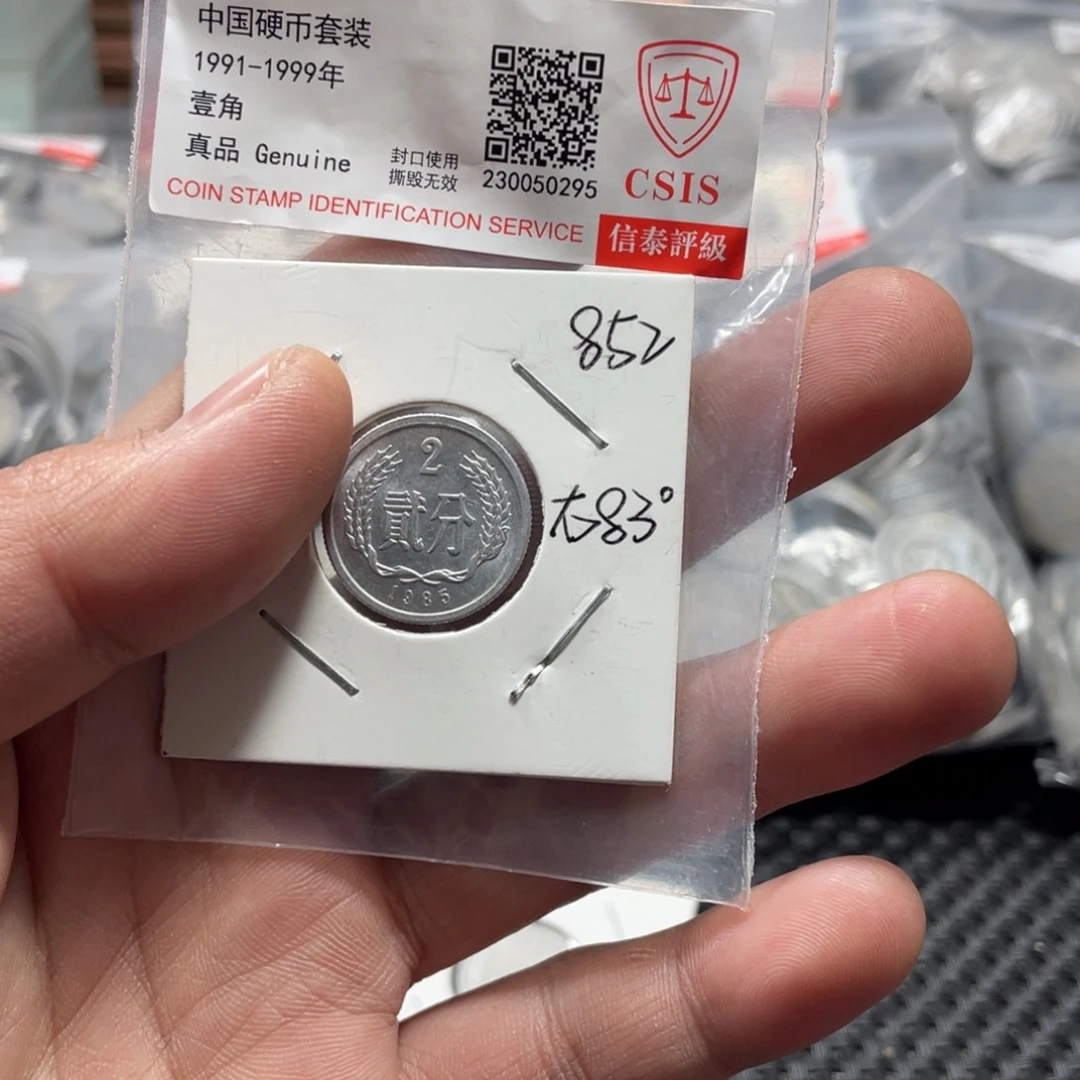 中国硬币套装
1991-1999年
壹角
真品 Genuine
封口使用
撕毁无效
230050295
CSIS
COIN STAMP IDENTIFICATION SERVICE
信泰評級
852
右83°
2
貳分
1985